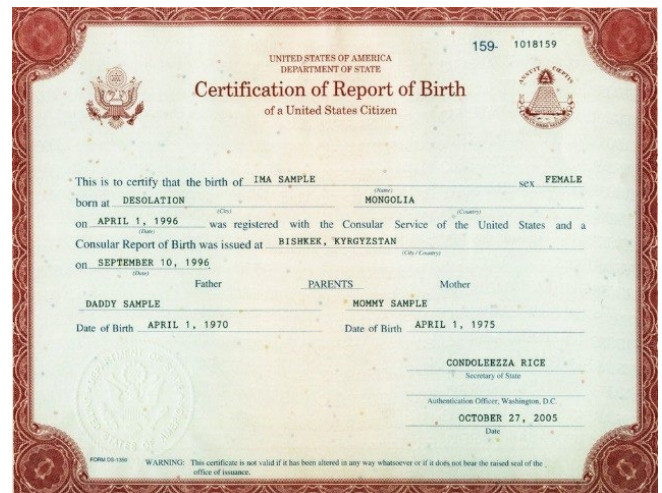 159- 1018159
UNITED STATES OF AMERICA
DEPARTMENT OF STATE
Certification of Report of Birth
of a United States Citizen
ANNUIT CŒPTIS
This is to certify that the birth of IMA SAMPLE sex FEMALE
(Name)
born at DESOLATION MONGOLIA
(City) (Country)
on APRIL 1, 1996 was registered with the Consular Service of the United States and a
(Date)
Consular Report of Birth was issued at BISHKEK, KYRGYZSTAN
(City / Country)
on SEPTEMBER 10, 1996
(Date)
Father PARENTS Mother
DADDY SAMPLE MOMMY SAMPLE
Date of Birth APRIL 1, 1970 Date of Birth APRIL 1, 1975
CONDOLEEZZA RICE
Secretary of State
Authentication Officer, Washington, D.C.
OCTOBER 27, 2005
Date
FORM DS-1350 WARNING: This certificate is not valid if it has been altered in any way whatsoever or if it does not bear the raised seal of the
office of issuance.